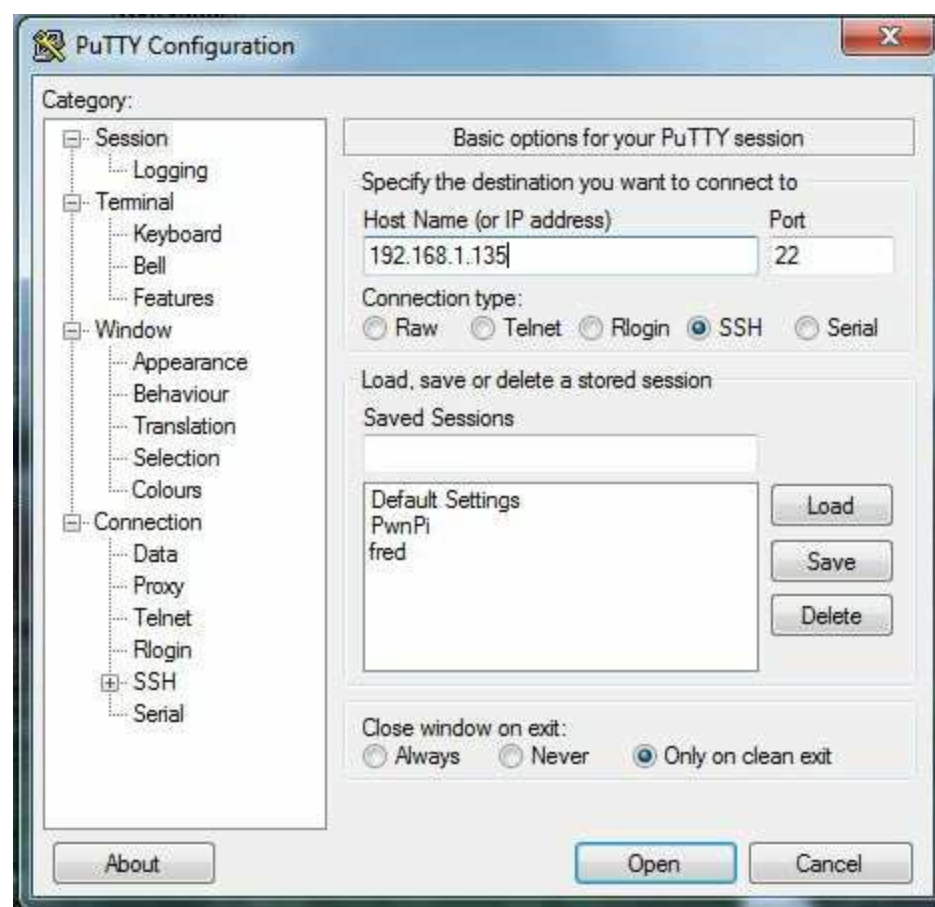 PuTTY Configuration
Category:
Session
Logging
Terminal
Keyboard
Bell
Features
Window
Appearance
Behaviour
Translation
Selection
Colours
Connection
Data
Proxy
Telnet
Rlogin
SSH
Serial
Basic options for your PuTTY session
Specify the destination you want to connect to
Host Name (or IP address) Port
192.168.1.135 22
Connection type:
Raw Telnet Rlogin SSH Serial
Load, save or delete a stored session
Saved Sessions
Default Settings
PwnPi
fred
Load
Save
Delete
Close window on exit:
Always Never Only on clean exit
About Open Cancel